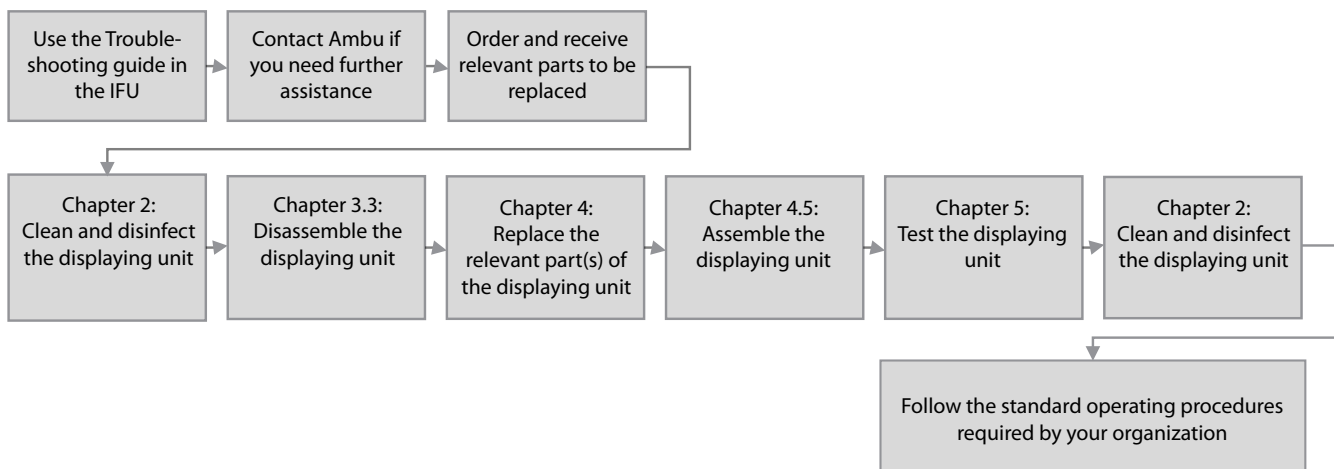 Use the Trouble-
shooting guide in
the IFU
Contact Ambu if
you need further
assistance
Order and receive
relevant parts to be
replaced
Chapter 2:
Clean and disinfect
the displaying unit
Chapter 3.3:
Disassemble the
displaying unit
Chapter 4:
Replace the
relevant part(s) of
the displaying unit
Chapter 4.5:
Assemble the
displaying unit
Chapter 5:
Test the displaying
unit
Chapter 2:
Clean and disinfect
the displaying unit
Follow the standard operating procedures
required by your organization